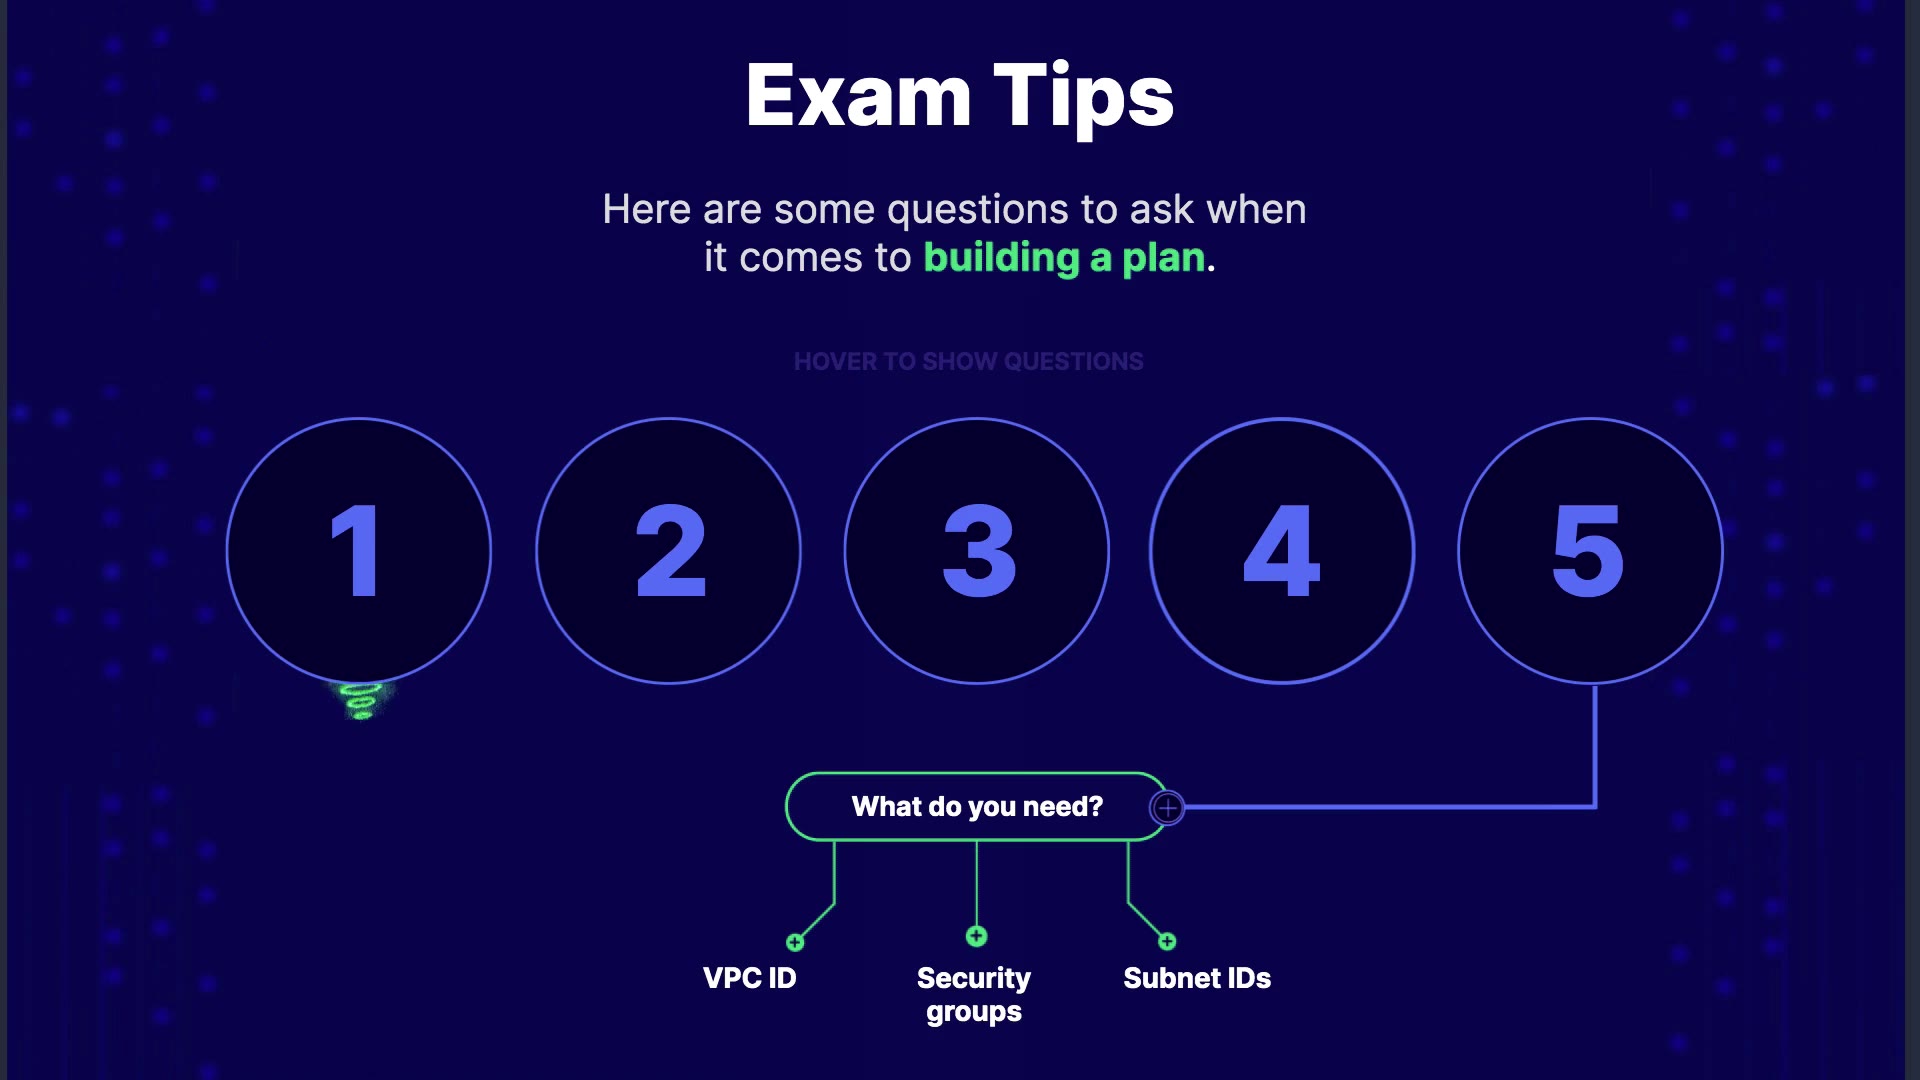 Exam Tips
Here are some questions to ask when
it comes to building a plan.
HOVER TO SHOW QUESTIONS
1 2 3 4 5
What do you need?
VPC ID Security Subnet IDs
groups